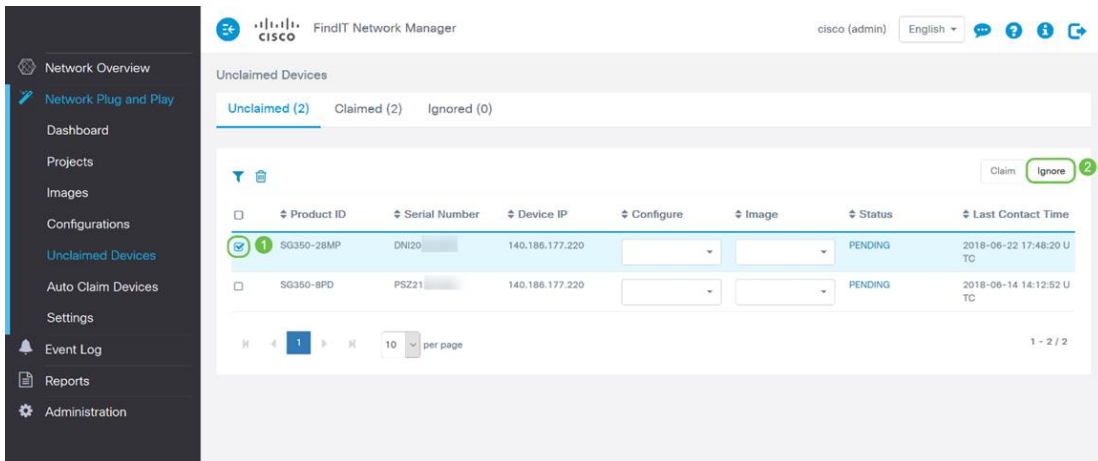 CISCO FindIT Network Manager cisco (admin) English
Network Overview
Network Plug and Play
Dashboard
Projects
Images
Configurations
Unclaimed Devices
Auto Claim Devices
Settings
Event Log
Reports
Administration
Unclaimed Devices
Unclaimed (2) Claimed (2) Ignored (0)
Claim Ignore 2
Product ID Serial Number Device IP Configure Image Status Last Contact Time
1 SG350-28MP DNI20 140.186.177.220 PENDING 2018-06-22 17:48:20 U
TC
SG350-8PD PSZ21 140.186.177.220 PENDING 2018-06-14 14:12:52 U
TC
1 10 per page 1 - 2 / 2